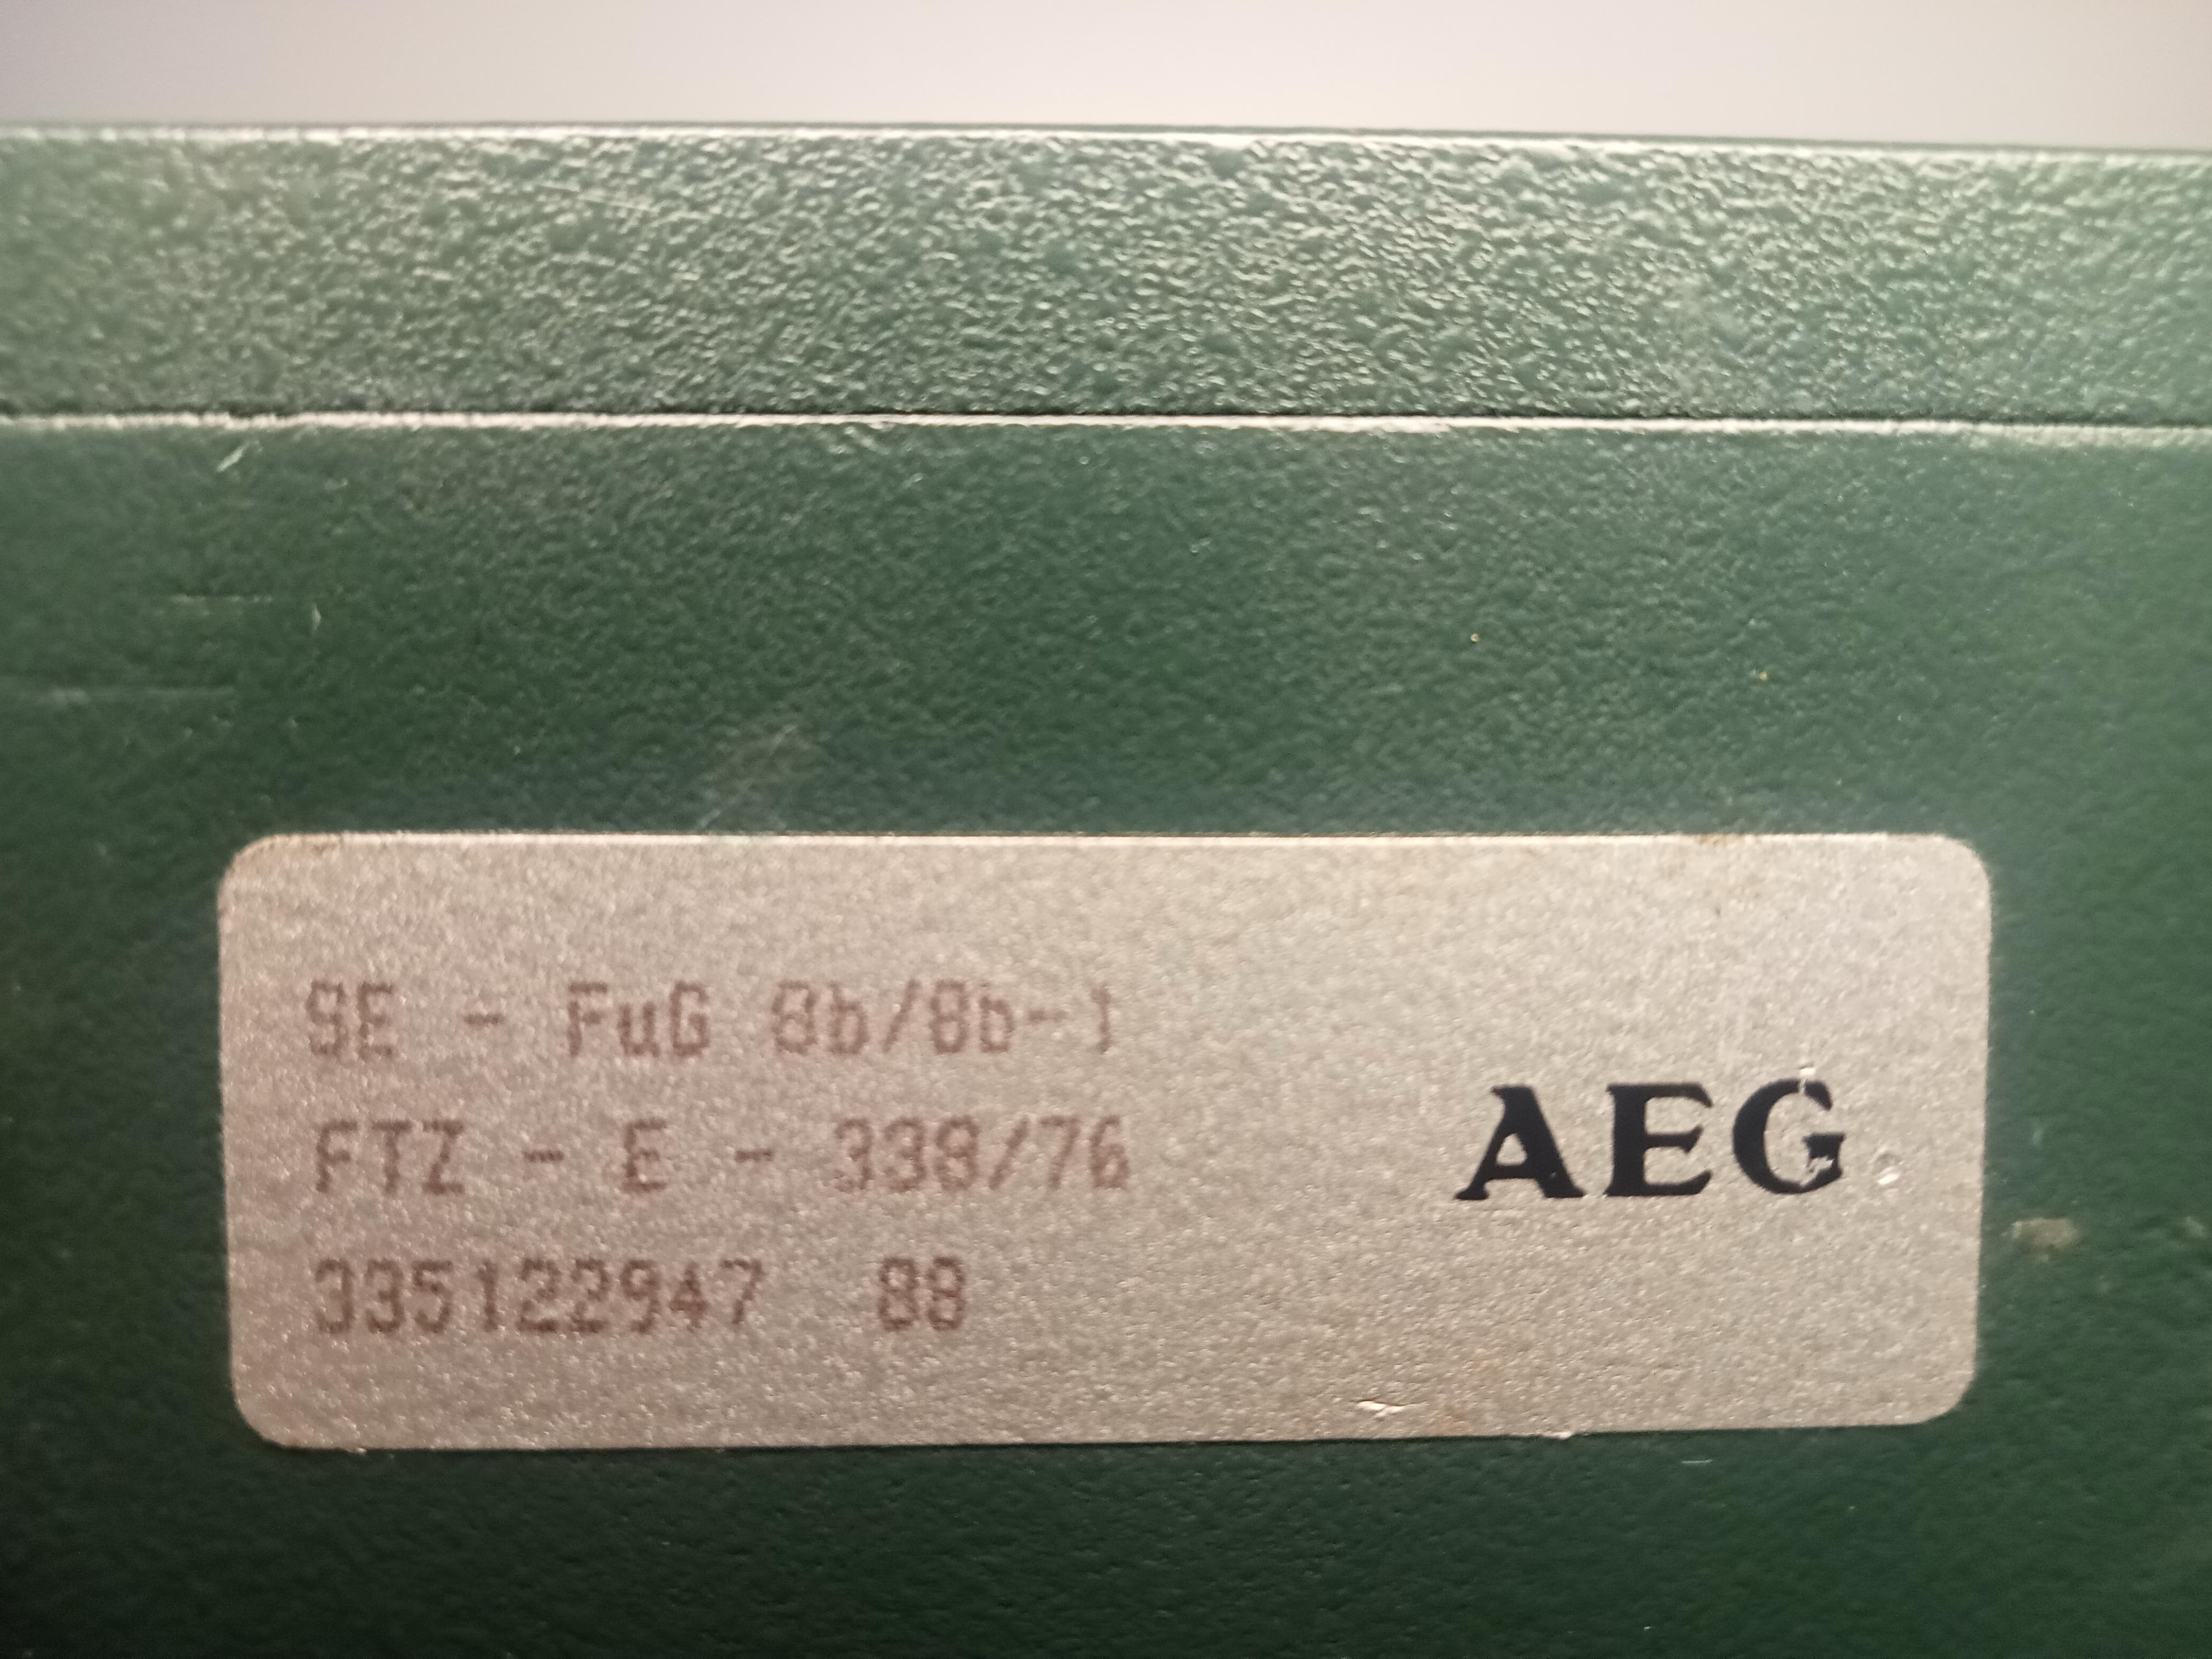 SE - FuG 8b/8b-1
FTZ - E - 338/76
AEG
335122947 88